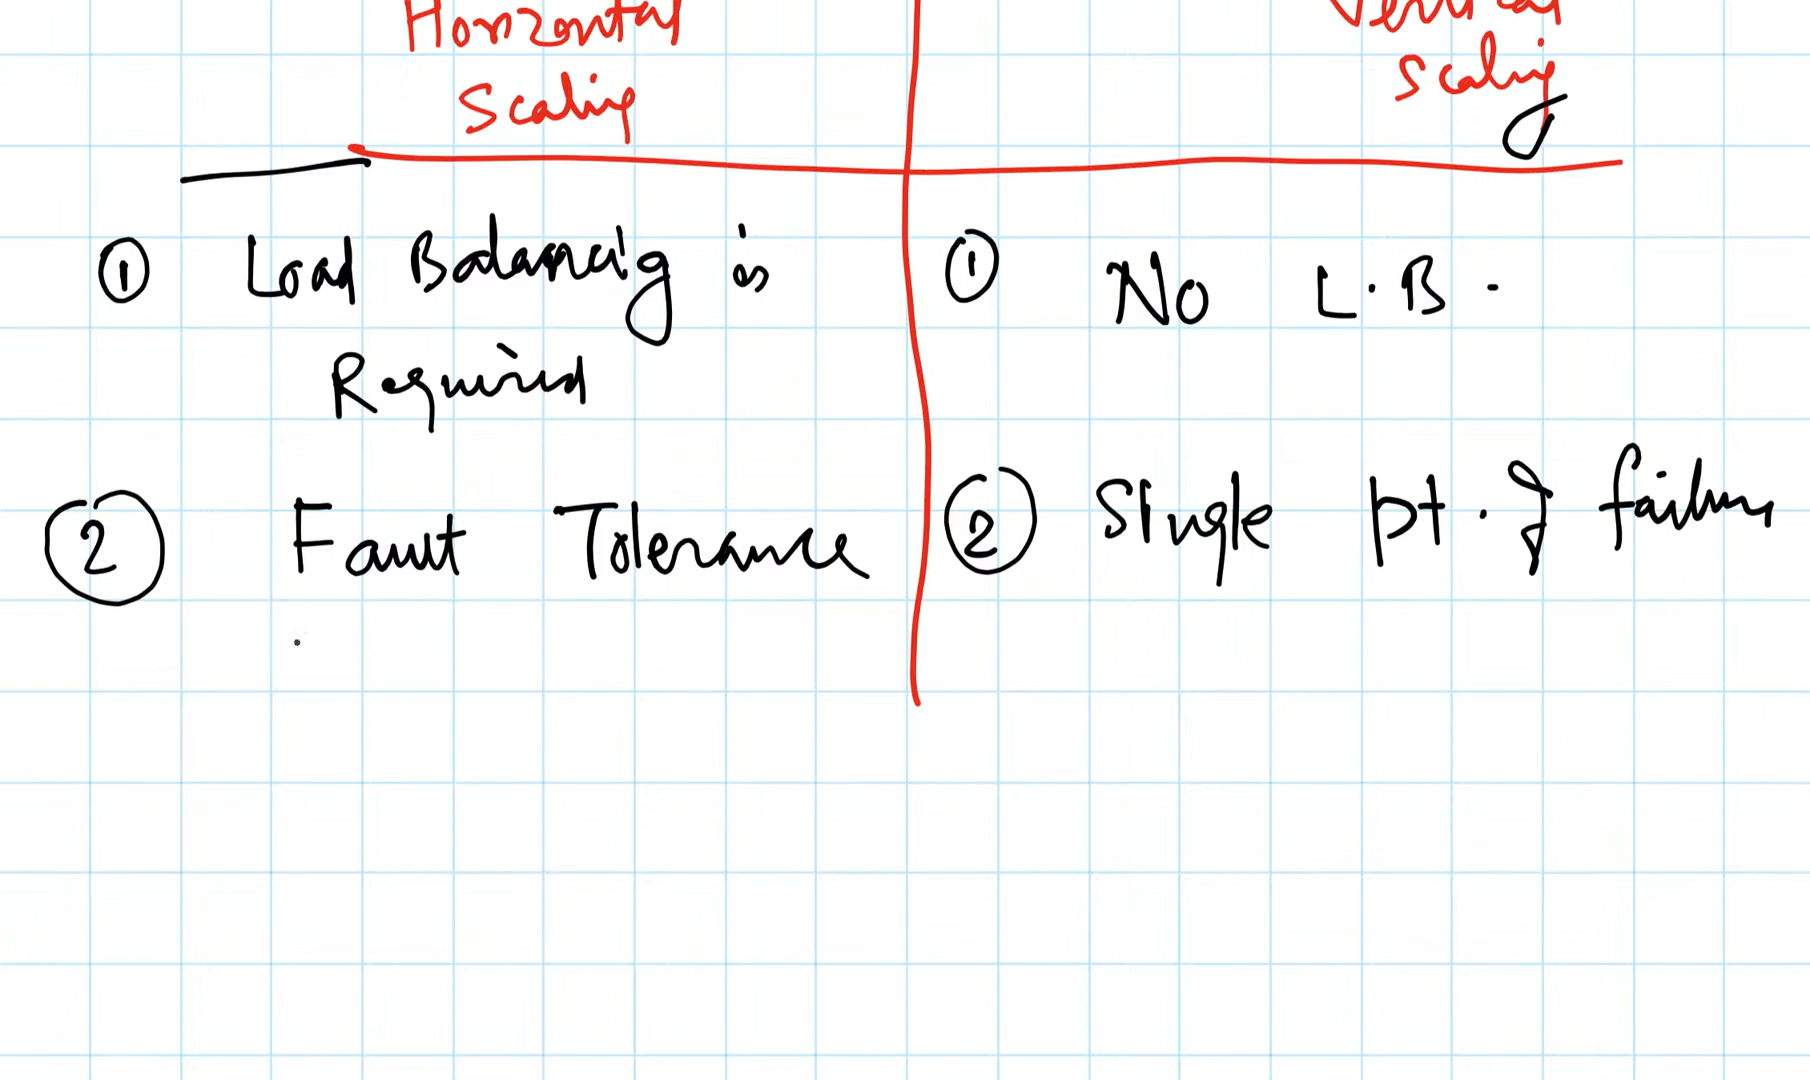 Horizontal
Scaling
Vertical
Scaling
① Load Balancing is
Required
① No L.B.
② Fault Tolerance
② Single pt. of failure